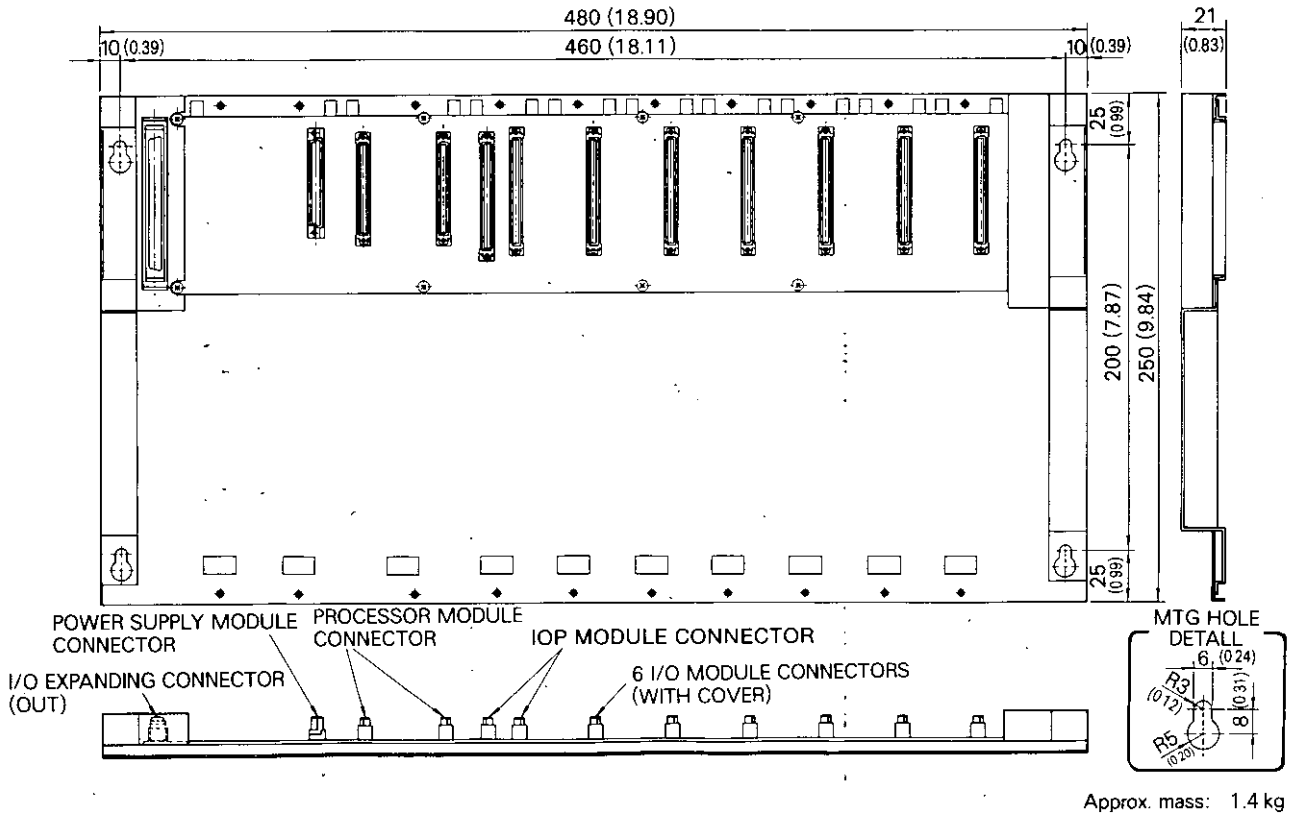 480 (18.90)
21
10 (0.39)
460 (18.11)
10 (0.39)
(0.83)
25
(0.99)
200 (7.87)
250 (9.84)
25
(0.99)
POWER SUPPLY MODULE
CONNECTOR
PROCESSOR MODULE
CONNECTOR
IOP MODULE CONNECTOR
I/O EXPANDING CONNECTOR
(OUT)
6 I/O MODULE CONNECTORS
(WITH COVER)
MTG HOLE
DETALL
6 (0 24)
R3
(012)
8 (0 31)
R5
(0.20)
Approx. mass: 1.4 kg